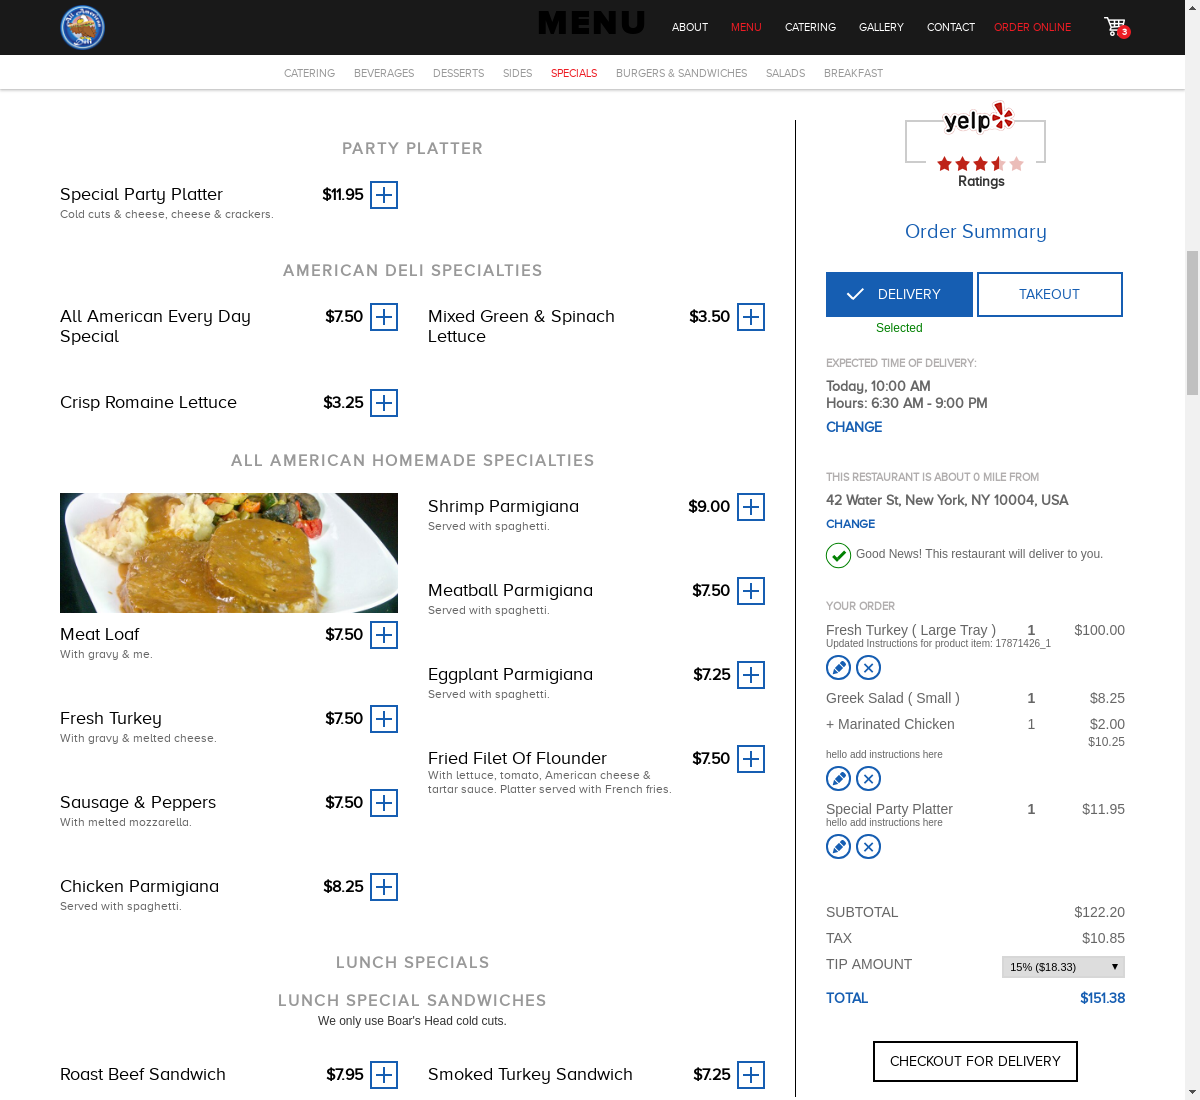 MENU
ABOUT
MENU
CATERING
GALLERY
CONTACT
ORDER ONLINE
3
All American
Deli
CATERING
BEVERAGES
DESSERTS
SIDES
SPECIALS
BURGERS & SANDWICHES
SALADS
BREAKFAST
PARTY PLATTER
Special Party Platter $11.95
Cold cuts & cheese, cheese & crackers.
AMERICAN DELI SPECIALTIES
All American Every Day $7.50
Special
Mixed Green & Spinach $3.50
Lettuce
Crisp Romaine Lettuce $3.25
ALL AMERICAN HOMEMADE SPECIALTIES
Meat Loaf $7.50
With gravy & me.
Fresh Turkey $7.50
With gravy & melted cheese.
Sausage & Peppers $7.50
With melted mozzarella.
Chicken Parmigiana $8.25
Served with spaghetti.
Shrimp Parmigiana $9.00
Served with spaghetti.
Meatball Parmigiana $7.50
Served with spaghetti.
Eggplant Parmigiana $7.25
Served with spaghetti.
Fried Filet Of Flounder $7.50
With lettuce, tomato, American cheese &
tartar sauce. Platter served with French fries.
LUNCH SPECIALS
LUNCH SPECIAL SANDWICHES
We only use Boar's Head cold cuts.
Roast Beef Sandwich $7.95
Smoked Turkey Sandwich $7.25
yelp
Ratings
Order Summary
DELIVERY
TAKEOUT
Selected
EXPECTED TIME OF DELIVERY:
Today, 10:00 AM
Hours: 6:30 AM - 9:00 PM
CHANGE
THIS RESTAURANT IS ABOUT 0 MILE FROM
42 Water St, New York, NY 10004, USA
CHANGE
Good News! This restaurant will deliver to you.
YOUR ORDER
Fresh Turkey ( Large Tray ) 1 $100.00
Updated Instructions for product item: 17871426_1
Greek Salad ( Small ) 1 $8.25
+ Marinated Chicken 1 $2.00
$10.25
hello add instructions here
Special Party Platter 1 $11.95
hello add instructions here
SUBTOTAL $122.20
TAX $10.85
TIP AMOUNT 15% ($18.33)
TOTAL $151.38
CHECKOUT FOR DELIVERY